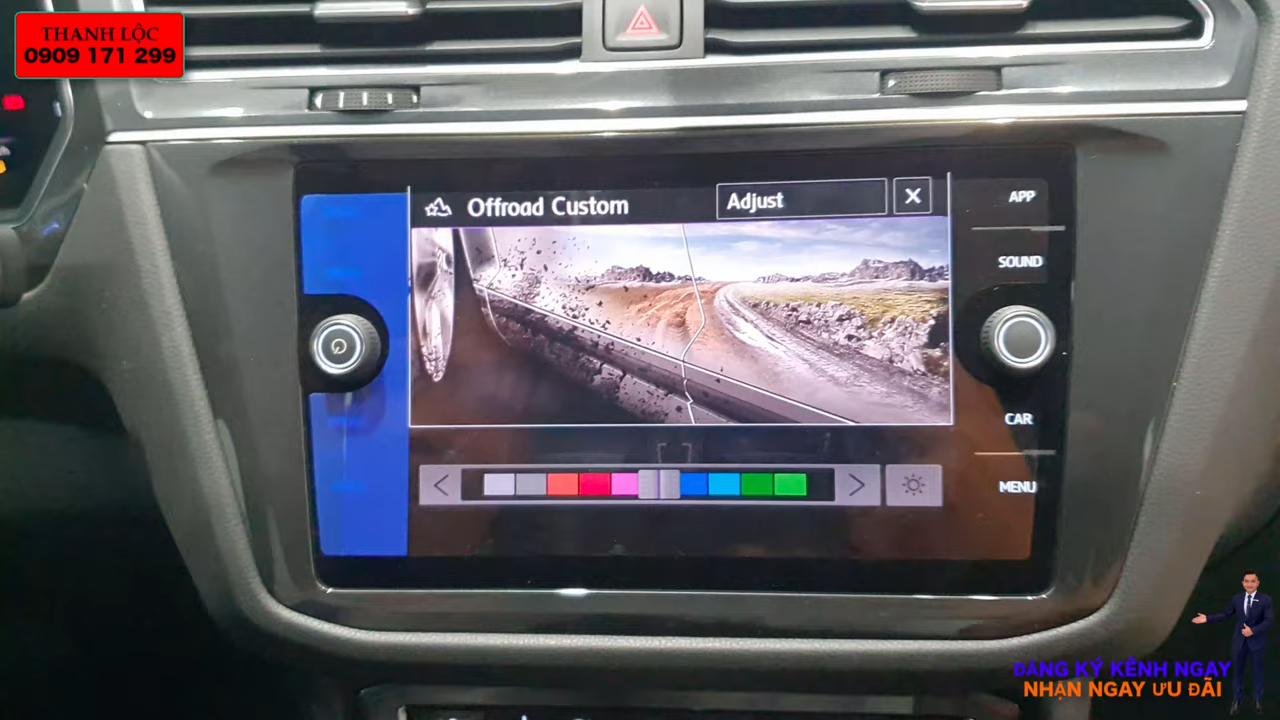 THANH LỘC
0909 171 299
Offroad Custom
Adjust
X
APP
SOUND
CAR
MENU
ĐĂNG KÝ KÊNH NGAY
NHẬN NGAY ƯU ĐÃI